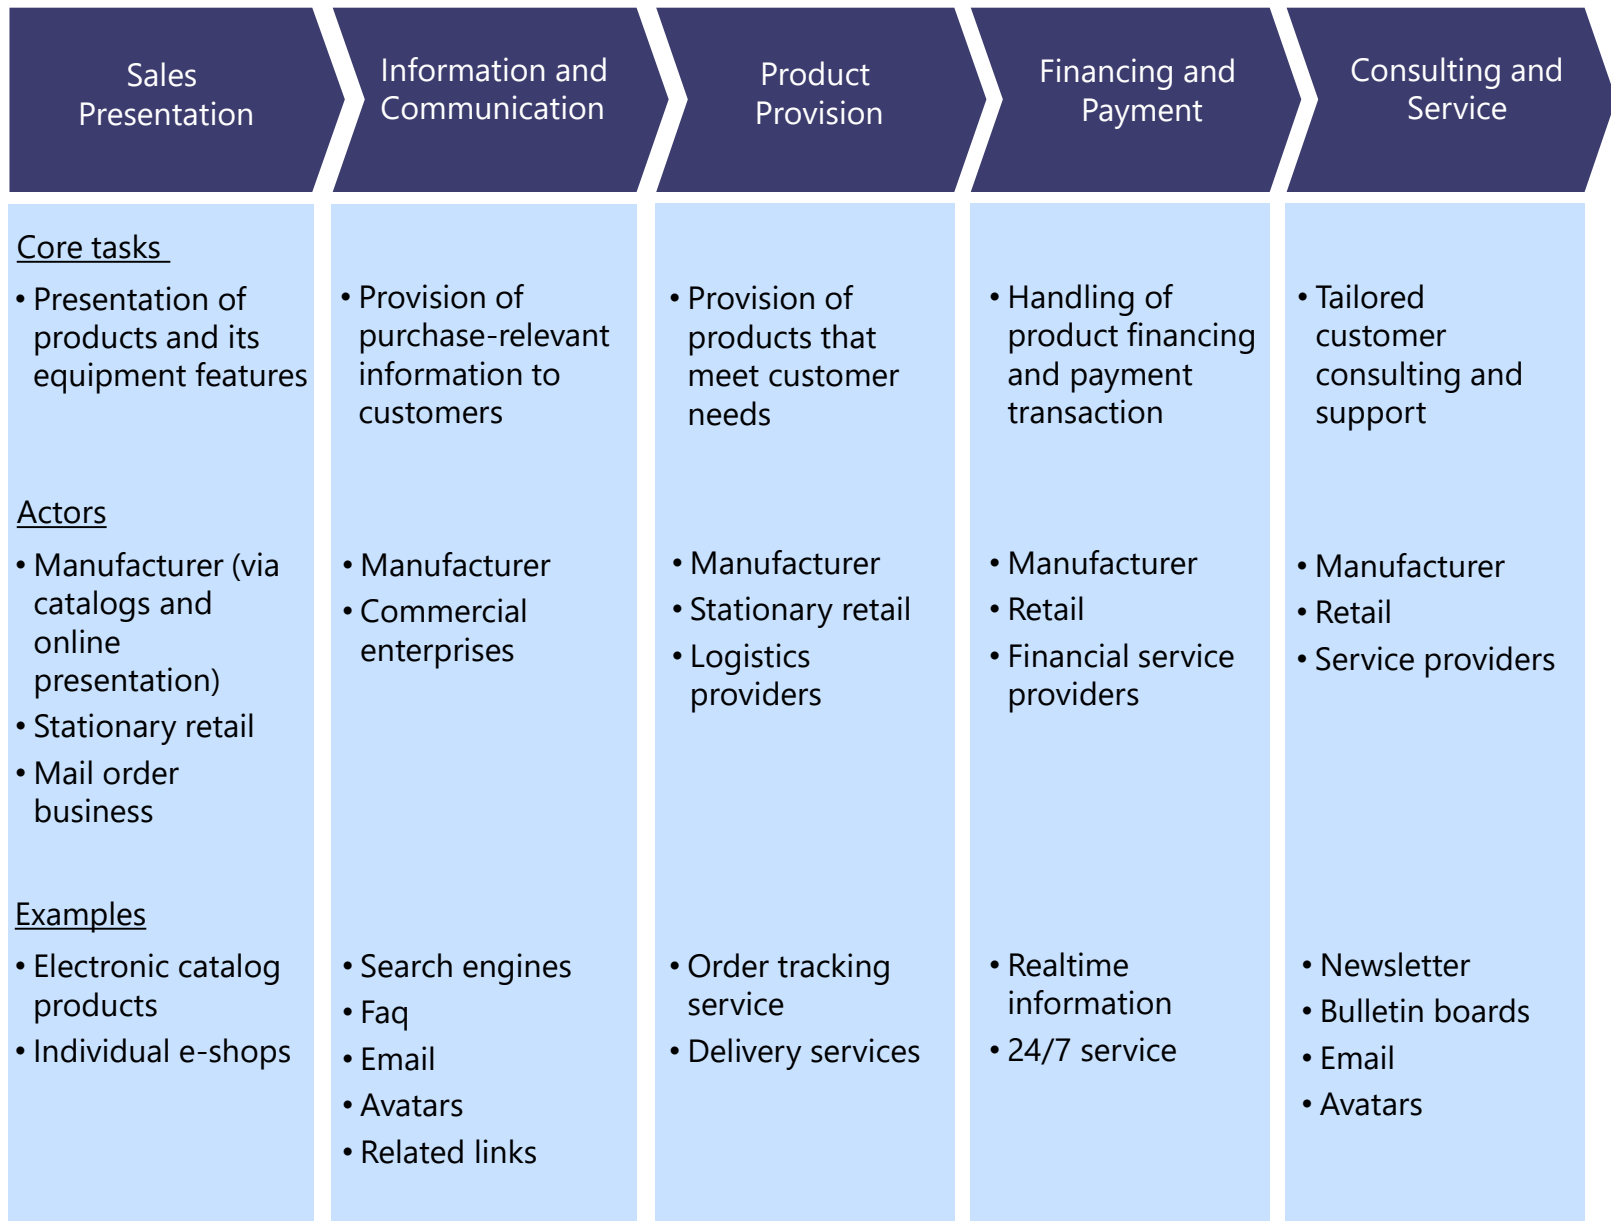 Sales
Presentation
Information and
Communication
Product
Provision
Financing and
Payment
Consulting and
Service
Core tasks
• Presentation of
products and its
equipment features
• Provision of
purchase-relevant
information to
customers
• Provision of
products that
meet customer
needs
• Handling of
product financing
and payment
transaction
• Tailored
customer
consulting and
support
Actors
• Manufacturer (via
catalogs and
online
presentation)
• Stationary retail
• Mail order
business
• Manufacturer
• Commercial
enterprises
• Manufacturer
• Stationary retail
• Logistics
providers
• Manufacturer
• Retail
• Financial service
providers
• Manufacturer
• Retail
• Service providers
Examples
• Electronic catalog
products
• Individual e-shops
• Search engines
• Faq
• Email
• Avatars
• Related links
• Order tracking
service
• Delivery services
• Realtime
information
• 24/7 service
• Newsletter
• Bulletin boards
• Email
• Avatars